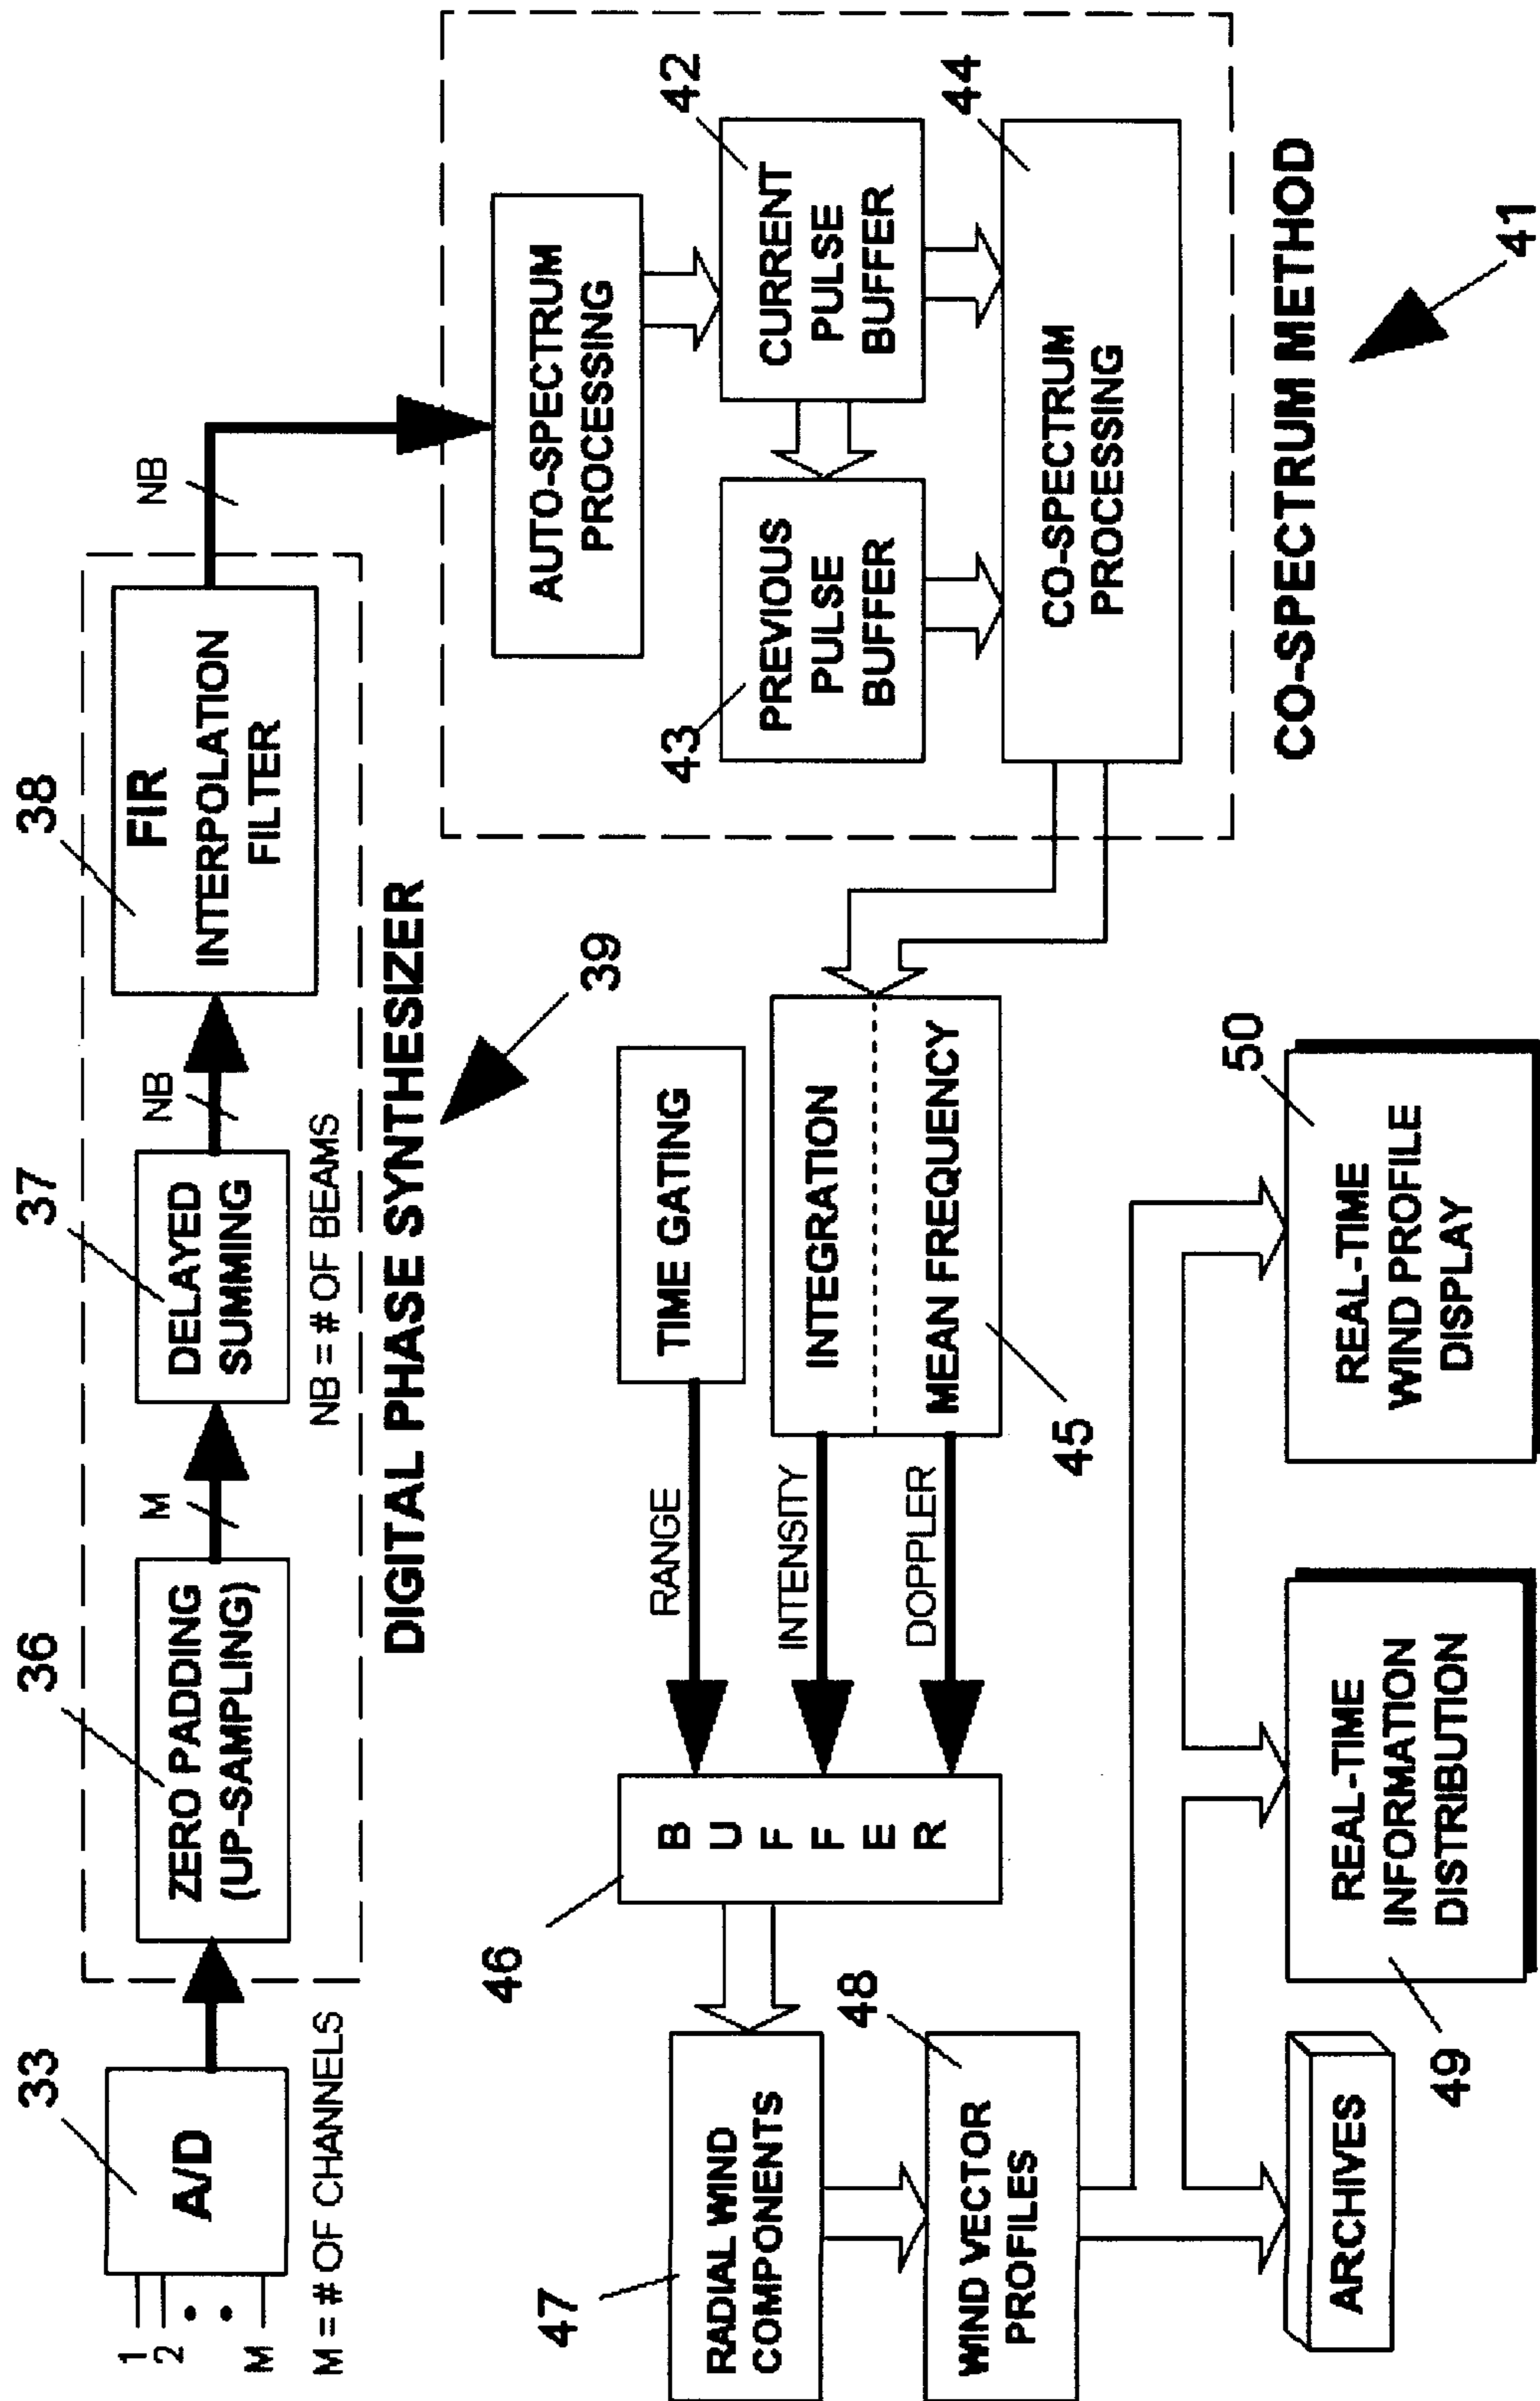 33
A/D
1
2
M
M = # OF CHANNELS
36
ZERO PADDING
(UP-SAMPLING)
M
37
DELAYED
SUMMING
NB
NB = # OF BEAMS
38
FIR
INTERPOLATION
FILTER
NB
DIGITAL PHASE SYNTHESIZER
39
AUTO-SPECTRUM
PROCESSING
42
CURRENT
PULSE
BUFFER
43
PREVIOUS
PULSE
BUFFER
44
CO-SPECTRUM
PROCESSING
CO-SPECTRUM METHOD
41
TIME GATING
INTEGRATION
MEAN FREQUENCY
45
RANGE
INTENSITY
DOPPLER
46
BUFFER
47
RADIAL WIND
COMPONENTS
48
WIND VECTOR
PROFILES
ARCHIVES
49
REAL-TIME
INFORMATION
DISTRIBUTION
50
REAL-TIME
WIND PROFILE
DISPLAY